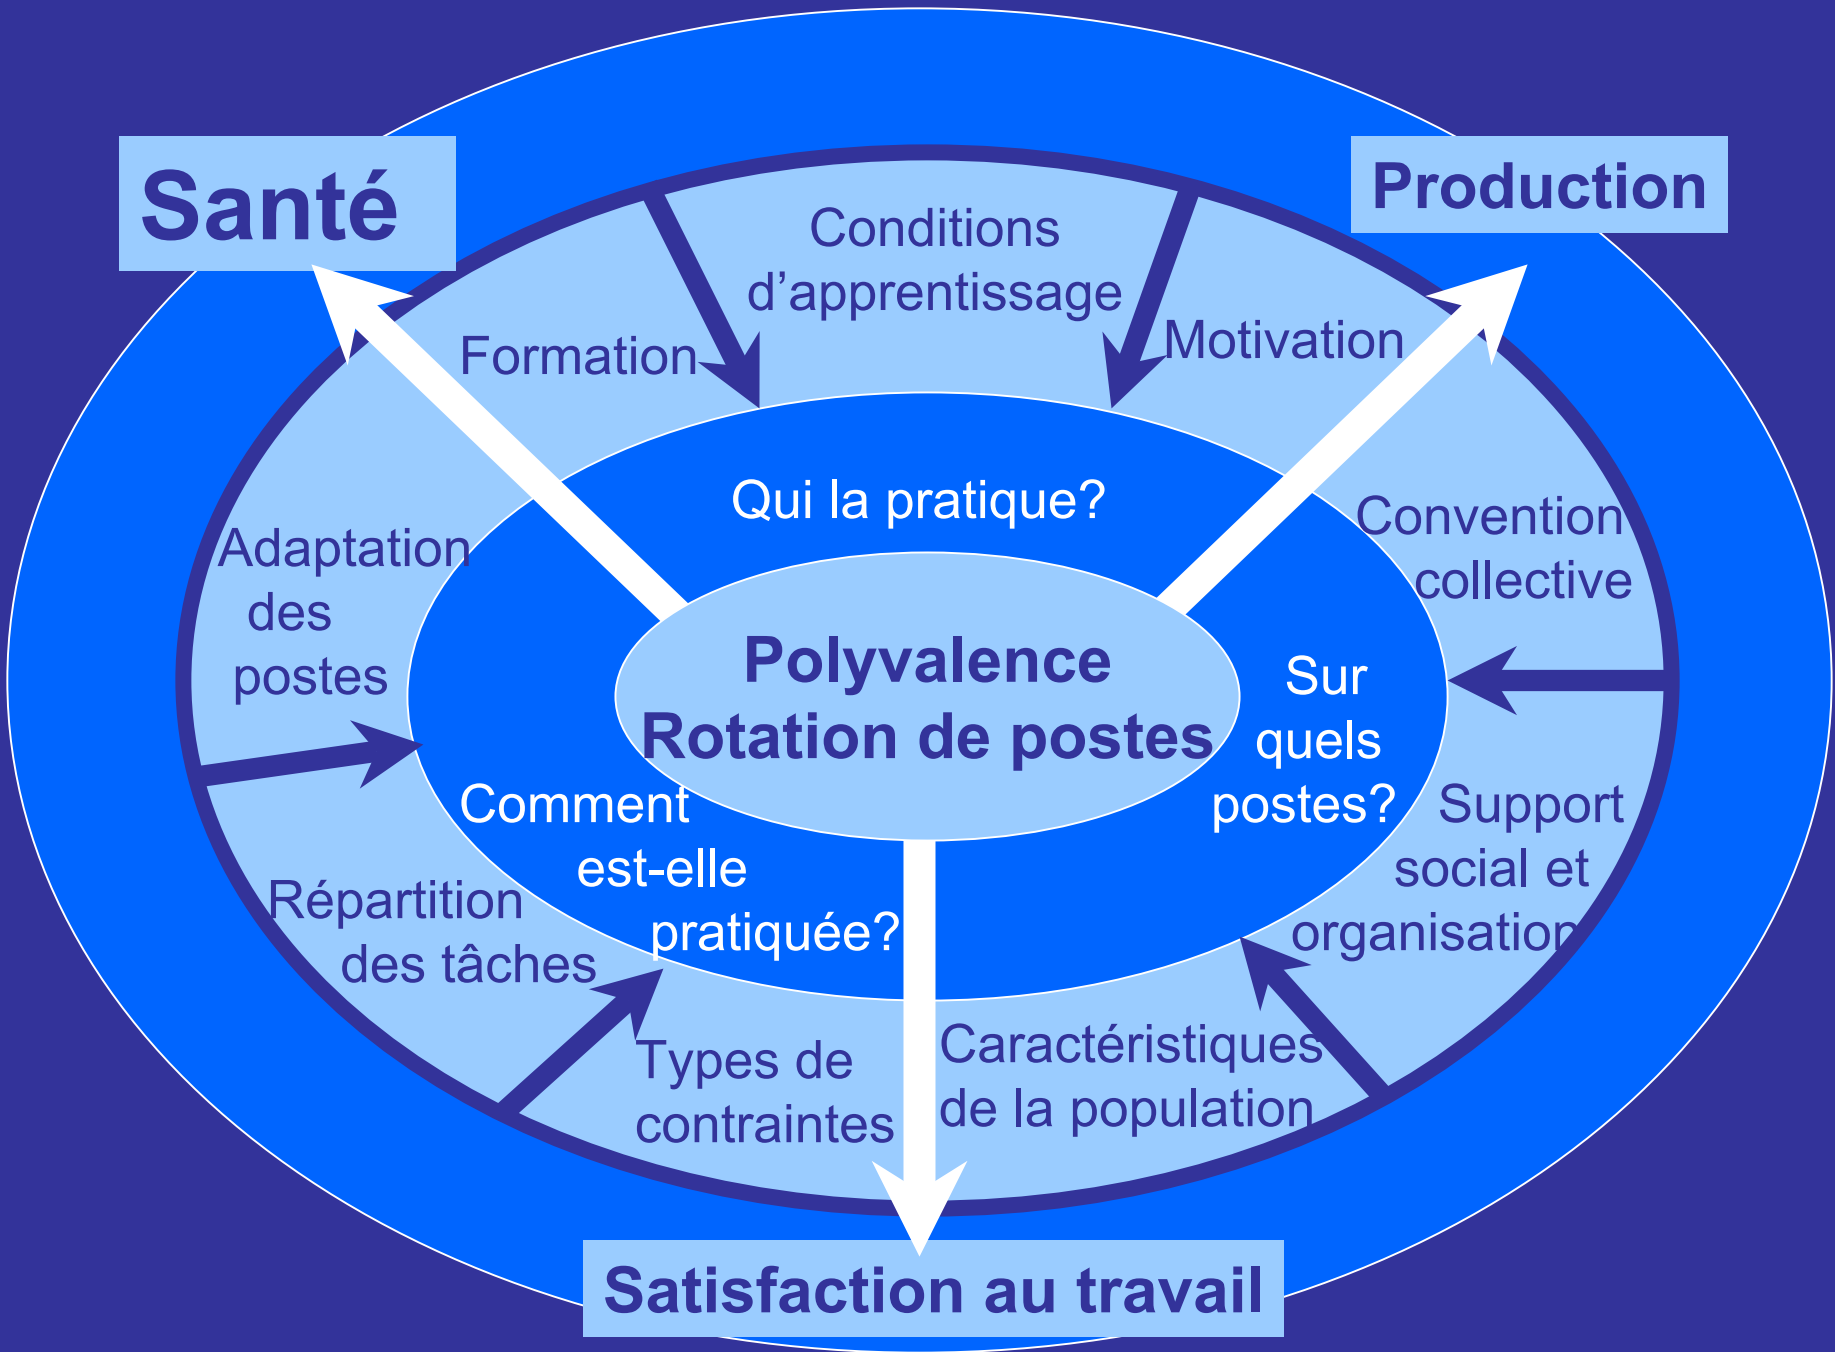 Santé
Production
Conditions
d’apprentissage
Formation
Motivation
Qui la pratique?
Convention
collective
Adaptation
des
postes
Polyvalence
Rotation de postes
Sur
quels
postes?
Comment
est-elle
pratiquée?
Support
social et
organisation
Répartition
des tâches
Types de
contraintes
Caractéristiques
de la population
Satisfaction au travail